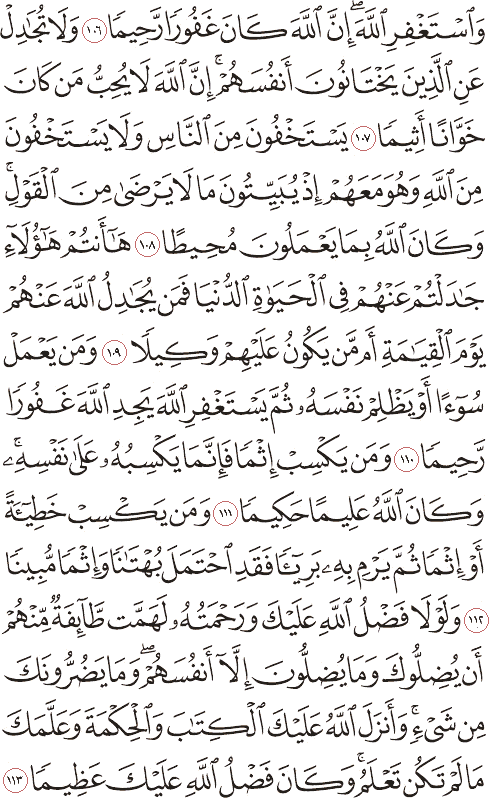 وَٱسۡتَغۡفِرِ ٱللَّهَۖ إِنَّ ٱللَّهَ كَانَ غَفُورٗا رَّحِيمٗا ١٠٦ وَلَا تُجَٰدِلۡ
عَنِ ٱلَّذِينَ يَخۡتَانُونَ أَنفُسَهُمۡۚ إِنَّ ٱللَّهَ لَا يُحِبُّ مَن كَانَ
خَوَّانًا أَثِيمٗا ١٠٧ يَسۡتَخۡفُونَ مِنَ ٱلنَّاسِ وَلَا يَسۡتَخۡفُونَ
مِنَ ٱللَّهِ وَهُوَ مَعَهُمۡ إِذۡ يُبَيِّتُونَ مَا لَا يَرۡضَىٰ مِنَ ٱلۡقَوۡلِۚ
وَكَانَ ٱللَّهُ بِمَا يَعۡمَلُونَ مُحِيطًا ١٠٨ هَٰٓأَنتُمۡ هَٰٓؤُلَآءِ
جَٰدَلۡتُمۡ عَنۡهُمۡ فِي ٱلۡحَيَوٰةِ ٱلدُّنۡيَا فَمَن يُجَٰدِلُ ٱللَّهَ عَنۡهُمۡ
يَوۡمَ ٱلۡقِيَٰمَةِ أَم مَّن يَكُونُ عَلَيۡهِمۡ وَكِيلٗا ١٠٩ وَمَن يَعۡمَلۡ
سُوٓءًا أَوۡ يَظۡلِمۡ نَفۡسَهُۥ ثُمَّ يَسۡتَغۡفِرِ ٱللَّهَ يَجِدِ ٱللَّهَ غَفُورٗا
رَّحِيمٗا ١١٠ وَمَن يَكۡسِبۡ إِثۡمٗا فَإِنَّمَا يَكۡسِبُهُۥ عَلَىٰ نَفۡسِهِۦۚ
وَكَانَ ٱللَّهُ عَلِيمًا حَكِيمٗا ١١١ وَمَن يَكۡسِبۡ خَطِيٓـَٔةً
أَوۡ إِثۡمٗا ثُمَّ يَرۡمِ بِهِۦ بَرِيٓـٔٗا فَقَدِ ٱحۡتَمَلَ بُهۡتَٰنٗا وَإِثۡمٗا مُّبِينٗا
١١٢ وَلَوۡلَا فَضۡلُ ٱللَّهِ عَلَيۡكَ وَرَحۡمَتُهُۥ لَهَمَّت طَّآئِفَةٞ مِّنۡهُمۡ
أَن يُضِلُّوكَ وَمَا يُضِلُّونَ إِلَّآ أَنفُسَهُمۡۖ وَمَا يَضُرُّونَكَ
مِن شَيۡءٖۚ وَأَنزَلَ ٱللَّهُ عَلَيۡكَ ٱلۡكِتَٰبَ وَٱلۡحِكۡمَةَ وَعَلَّمَكَ
مَا لَمۡ تَكُن تَعۡلَمُۚ وَكَانَ فَضۡلُ ٱللَّهِ عَلَيۡكَ عَظِيمٗا ١١٣